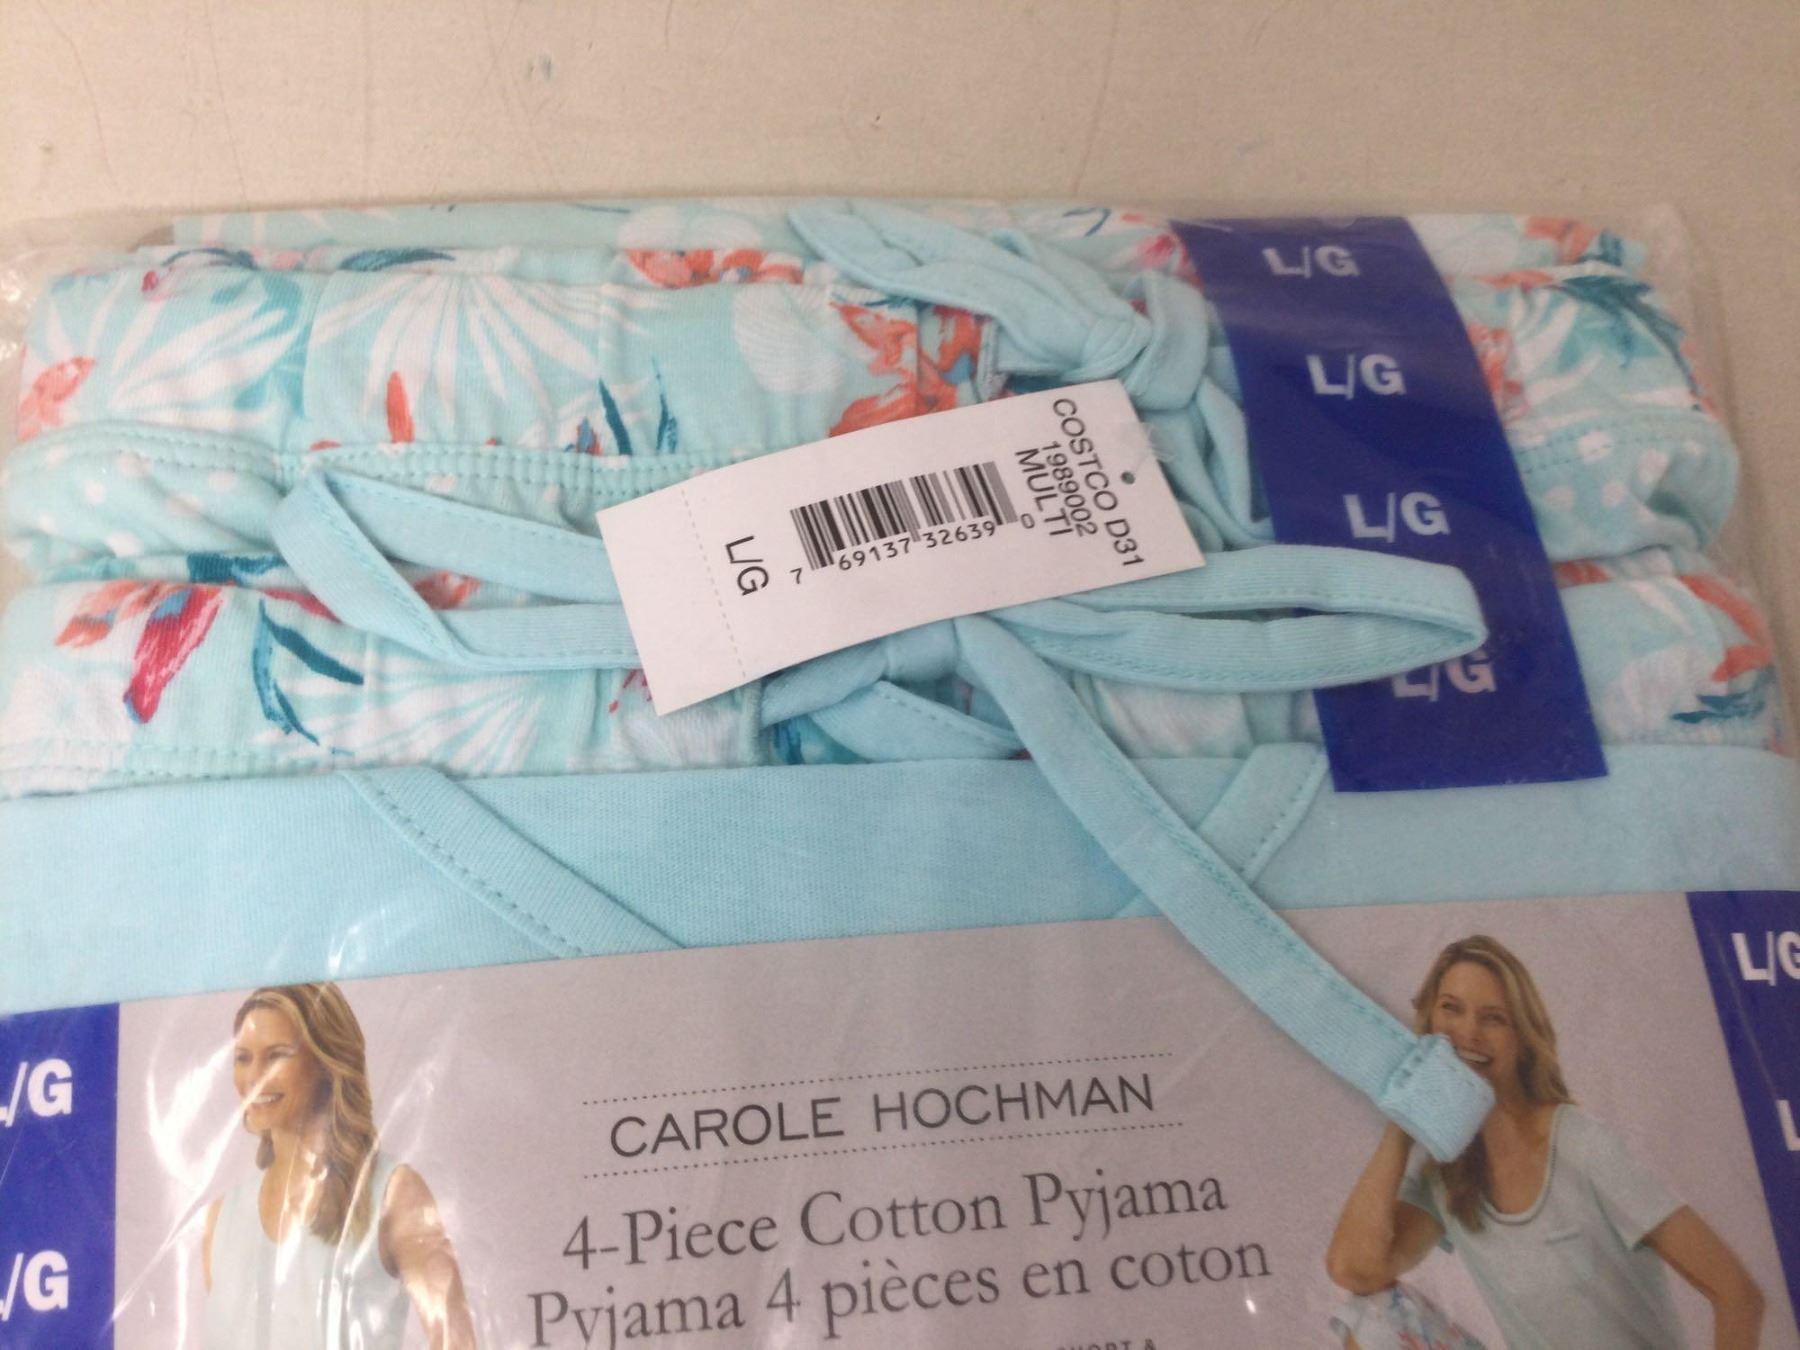 L/G
L/G
L/G
L/G
COSTCO D31
1989002
MULTI
7 69137 32639 0
L/G
L/G
L/G
/G
/G
CAROLE HOCHMAN
4-Piece Cotton Pyjama
Pyjama 4 pièces en coton
SHORT &